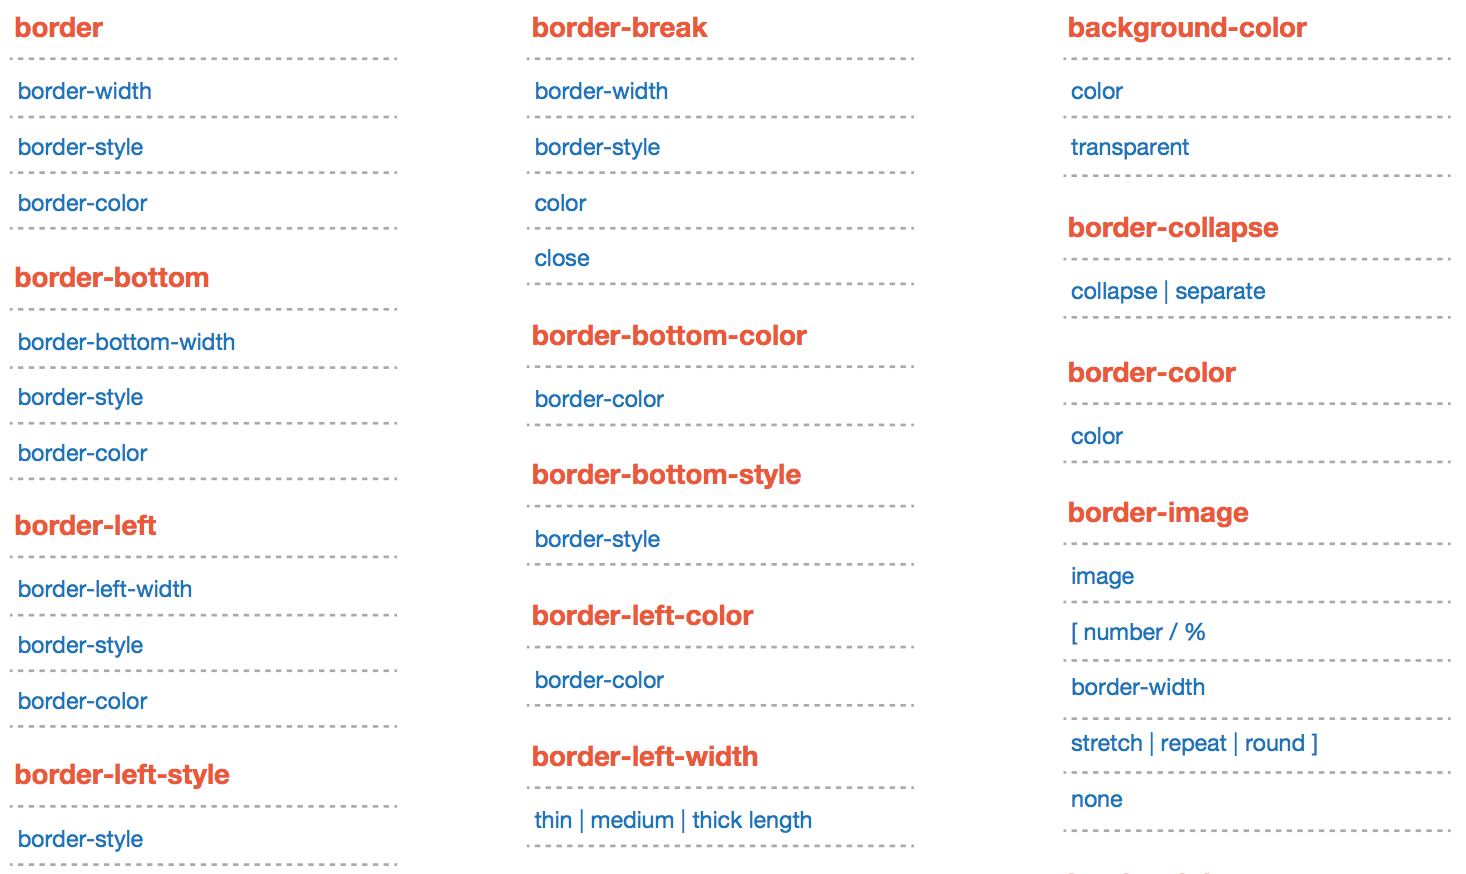 border
border-width
border-style
border-color
border-bottom
border-bottom-width
border-style
border-color
border-left
border-left-width
border-style
border-color
border-left-style
border-style
border-break
border-width
border-style
color
close
border-bottom-color
border-color
border-bottom-style
border-style
border-left-color
border-color
border-left-width
thin | medium | thick length
background-color
color
transparent
border-collapse
collapse | separate
border-color
color
border-image
image
[ number / %
border-width
stretch | repeat | round ]
none